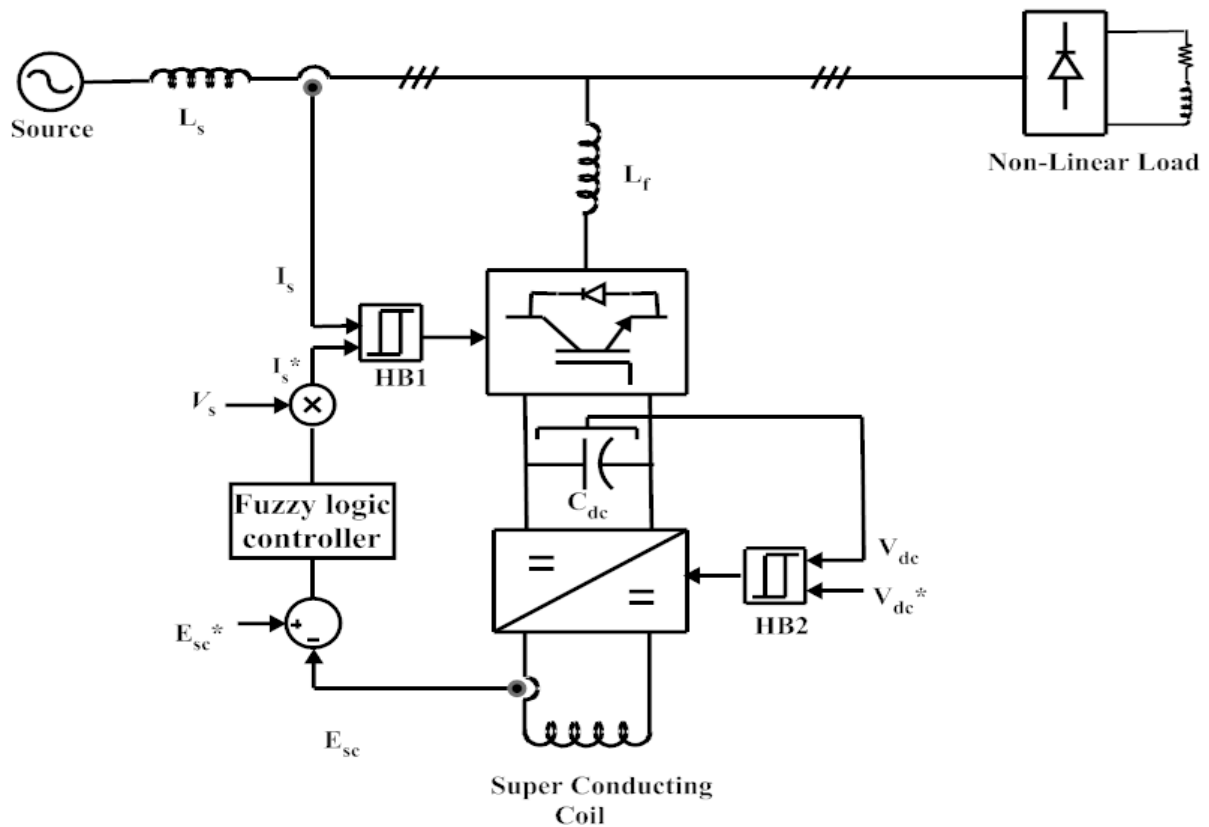 Source
Ls
Lf
Non-Linear Load
Is
HB1
Is*
Vs
Cdc
Fuzzy logic
controller
Vdc
Vdc*
HB2
Esc*
+
-
Esc
Super Conducting
Coil